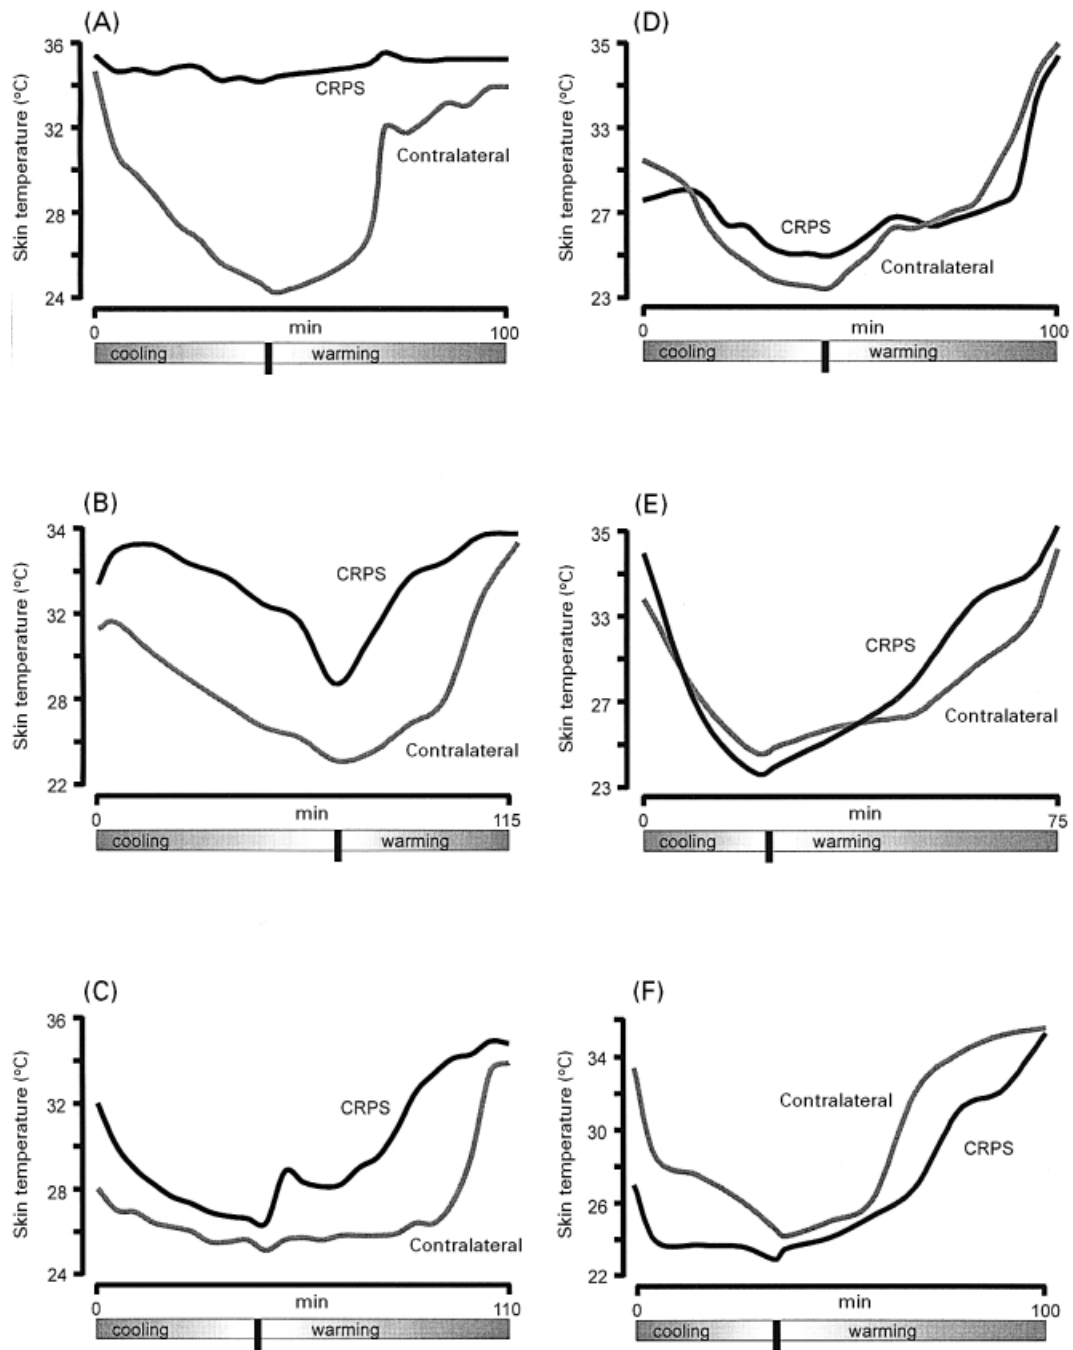 (A)
Skin temperature (°C)
36
32
28
24
CRPS
Contralateral
0
min
100
cooling
warming
(D)
Skin temperature (°C)
35
33
27
23
CRPS
Contralateral
0
min
100
cooling
warming
(B)
Skin temperature (°C)
34
32
28
22
CRPS
Contralateral
0
min
115
cooling
warming
(E)
Skin temperature (°C)
35
33
27
23
CRPS
Contralateral
0
min
75
cooling
warming
(C)
Skin temperature (°C)
36
32
28
24
CRPS
Contralateral
0
min
110
cooling
warming
(F)
Skin temperature (°C)
34
30
26
22
Contralateral
CRPS
0
min
100
cooling
warming